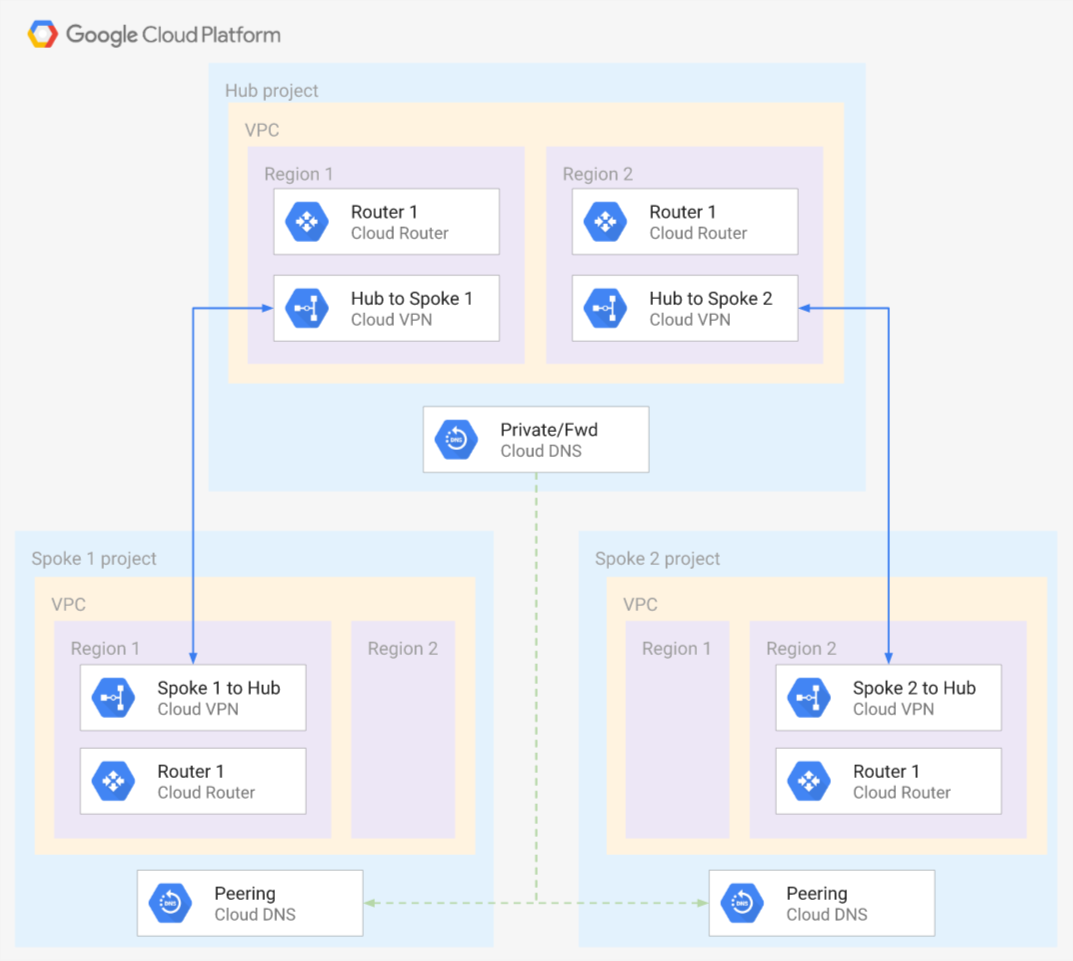 Google Cloud Platform
Hub project
VPC
Region 1
Router 1
Cloud Router
Hub to Spoke 1
Cloud VPN
Region 2
Router 1
Cloud Router
Hub to Spoke 2
Cloud VPN
Private/Fwd
Cloud DNS
DNS
Spoke 1 project
VPC
Region 1
Spoke 1 to Hub
Cloud VPN
Router 1
Cloud Router
Region 2
Peering
Cloud DNS
DNS
Spoke 2 project
VPC
Region 1
Region 2
Spoke 2 to Hub
Cloud VPN
Router 1
Cloud Router
Peering
Cloud DNS
DNS